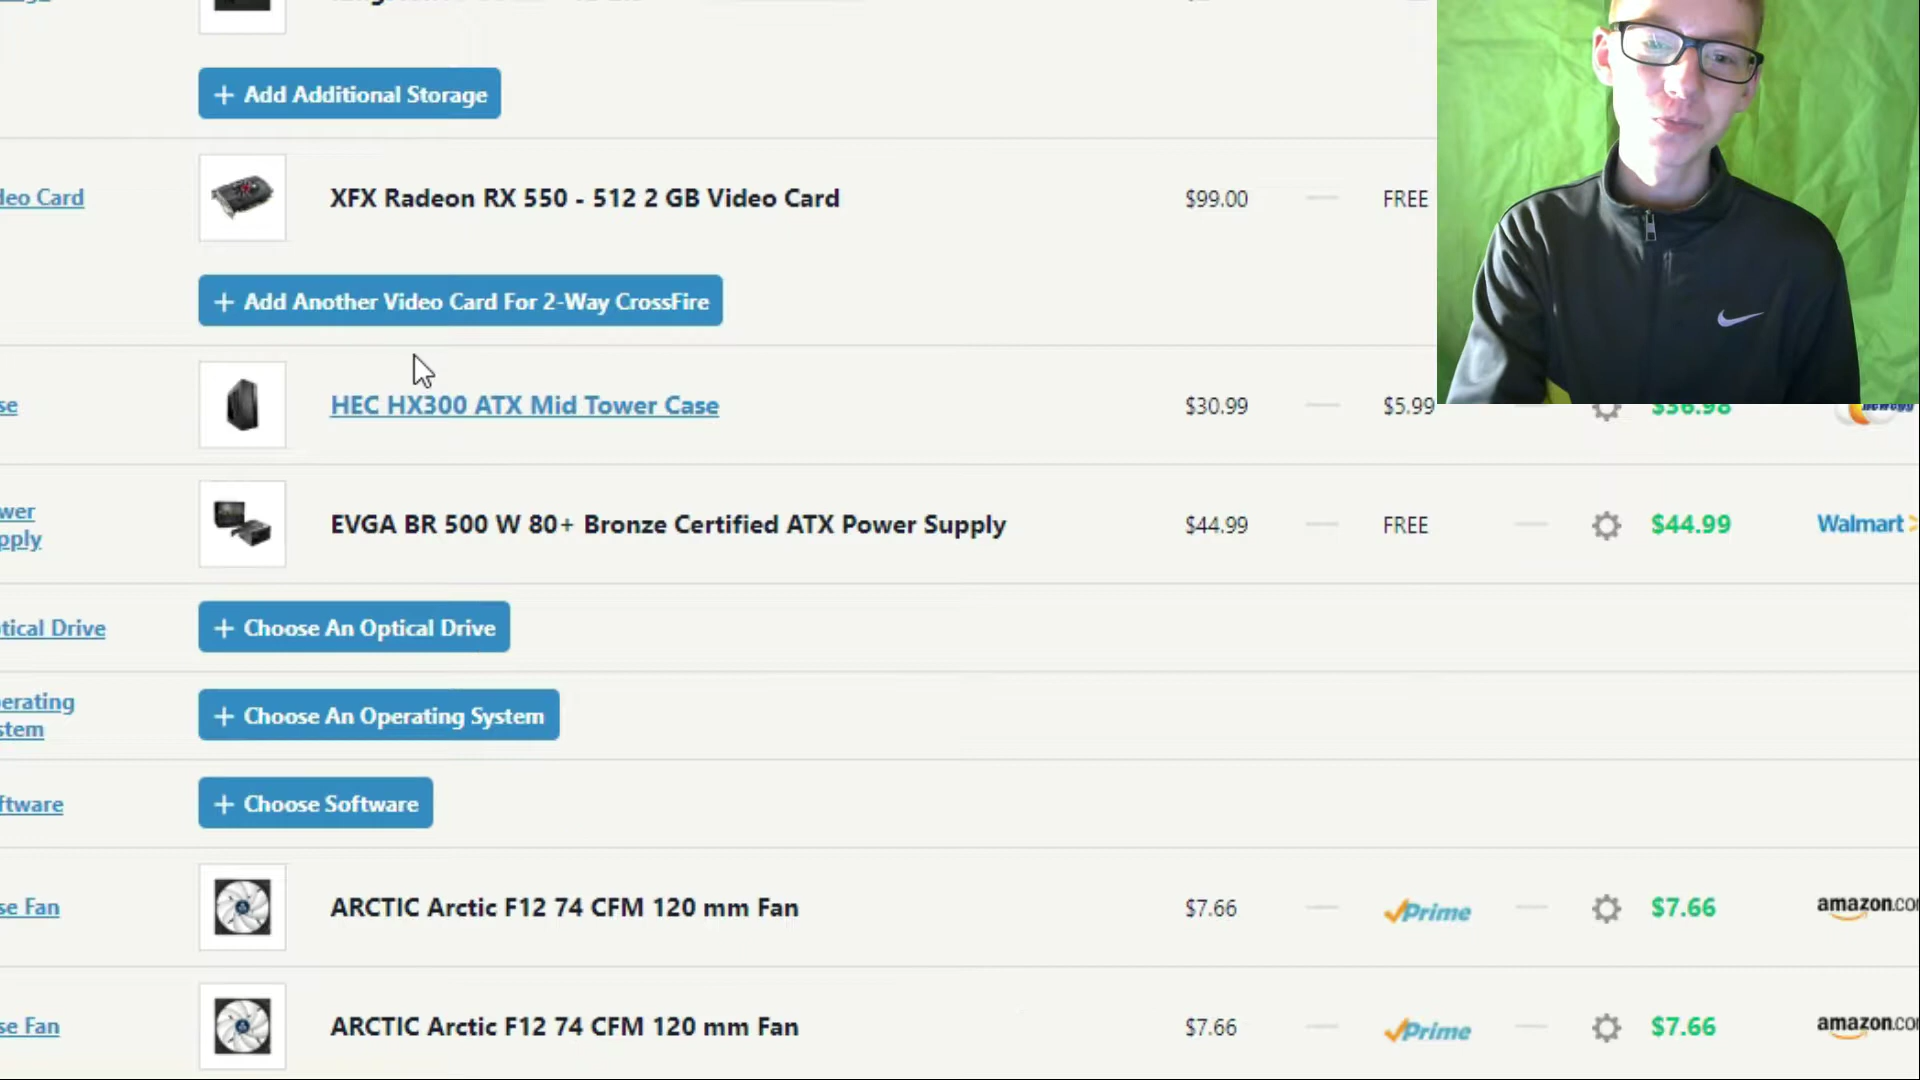 + Add Additional Storage
deo Card XFX Radeon RX 550 - 512 2 GB Video Card $99.00 — FREE
+ Add Another Video Card For 2-Way CrossFire
se HEC HX300 ATX Mid Tower Case $30.99 — $5.99 — $36.98 newegg
wer
pply EVGA BR 500 W 80+ Bronze Certified ATX Power Supply $44.99 — FREE — $44.99 Walmart
tical Drive + Choose An Optical Drive
erating
stem + Choose An Operating System
ftware + Choose Software
se Fan ARCTIC Arctic F12 74 CFM 120 mm Fan $7.66 — Prime — $7.66 amazon.co
se Fan ARCTIC Arctic F12 74 CFM 120 mm Fan $7.66 — Prime — $7.66 amazon.co